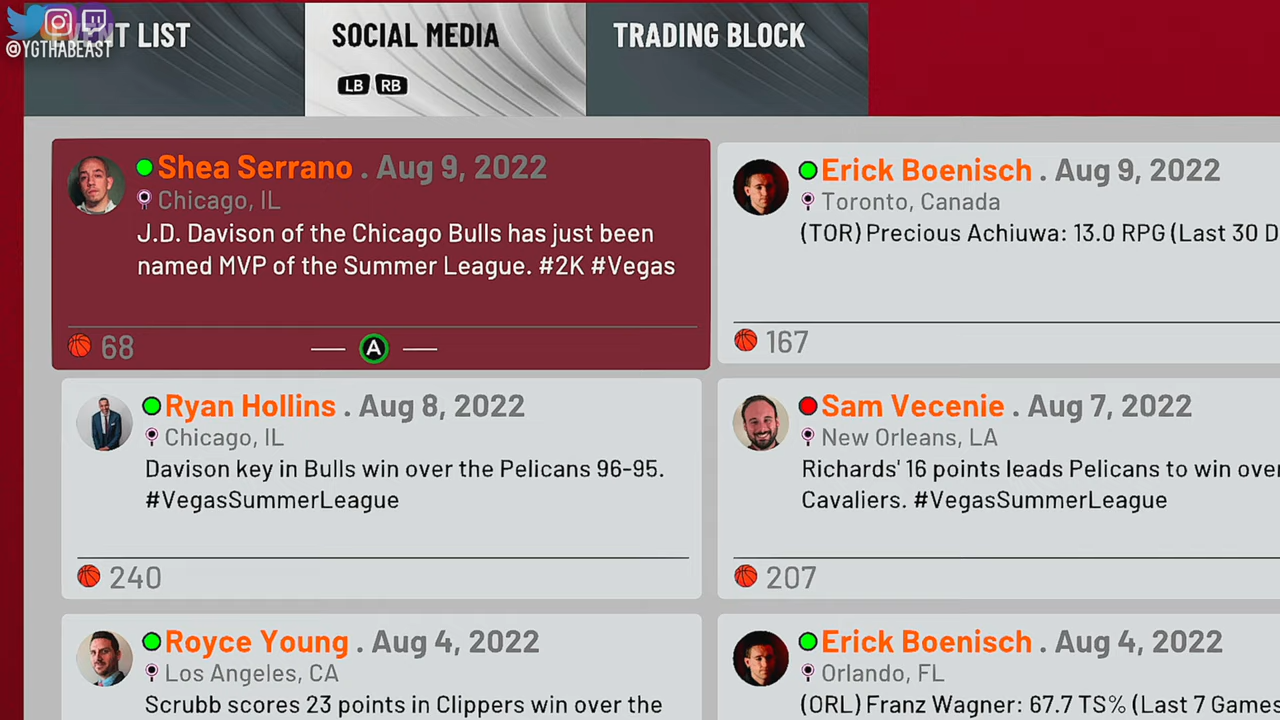 @YGTHABEAST
LIST
SOCIAL MEDIA
LB RB
TRADING BLOCK
Shea Serrano . Aug 9, 2022
Chicago, IL
J.D. Davison of the Chicago Bulls has just been
named MVP of the Summer League. #2K #Vegas
68
A
Erick Boenisch . Aug 9, 2022
Toronto, Canada
(TOR) Precious Achiuwa: 13.0 RPG (Last 30 D
167
Ryan Hollins . Aug 8, 2022
Chicago, IL
Davison key in Bulls win over the Pelicans 96-95.
#VegasSummerLeague
240
Sam Vecenie . Aug 7, 2022
New Orleans, LA
Richards' 16 points leads Pelicans to win over
Cavaliers. #VegasSummerLeague
207
Royce Young . Aug 4, 2022
Los Angeles, CA
Scrubb scores 23 points in Clippers win over the
Erick Boenisch . Aug 4, 2022
Orlando, FL
(ORL) Franz Wagner: 67.7 TS% (Last 7 Games